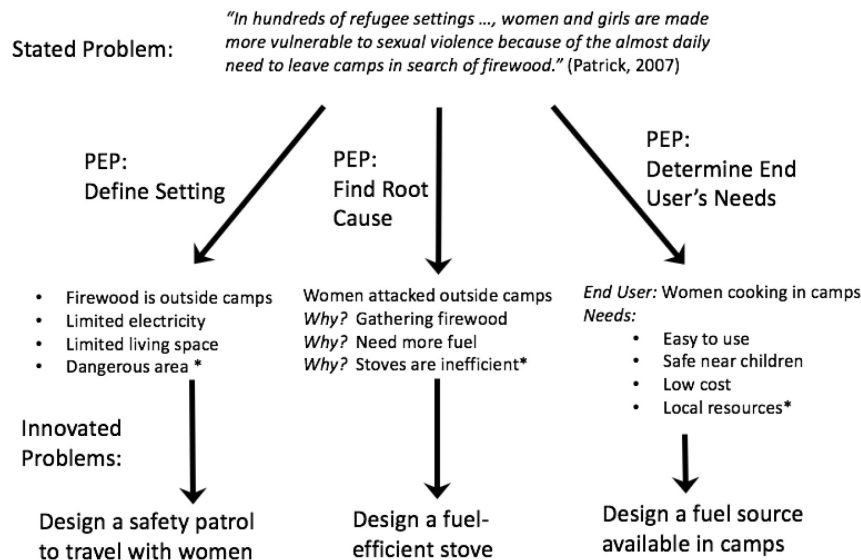 Stated Problem:
“In hundreds of refugee settings ..., women and girls are made
more vulnerable to sexual violence because of the almost daily
need to leave camps in search of firewood.” (Patrick, 2007)
PEP:
Define Setting
PEP:
Find Root
Cause
PEP:
Determine End
User’s Needs
• Firewood is outside camps
• Limited electricity
• Limited living space
• Dangerous area *
Women attacked outside camps
Why? Gathering firewood
Why? Need more fuel
Why? Stoves are inefficient*
End User: Women cooking in camps
Needs:
• Easy to use
• Safe near children
• Low cost
• Local resources*
Innovated
Problems:
Design a safety patrol
to travel with women
Design a fuel-
efficient stove
Design a fuel source
available in camps